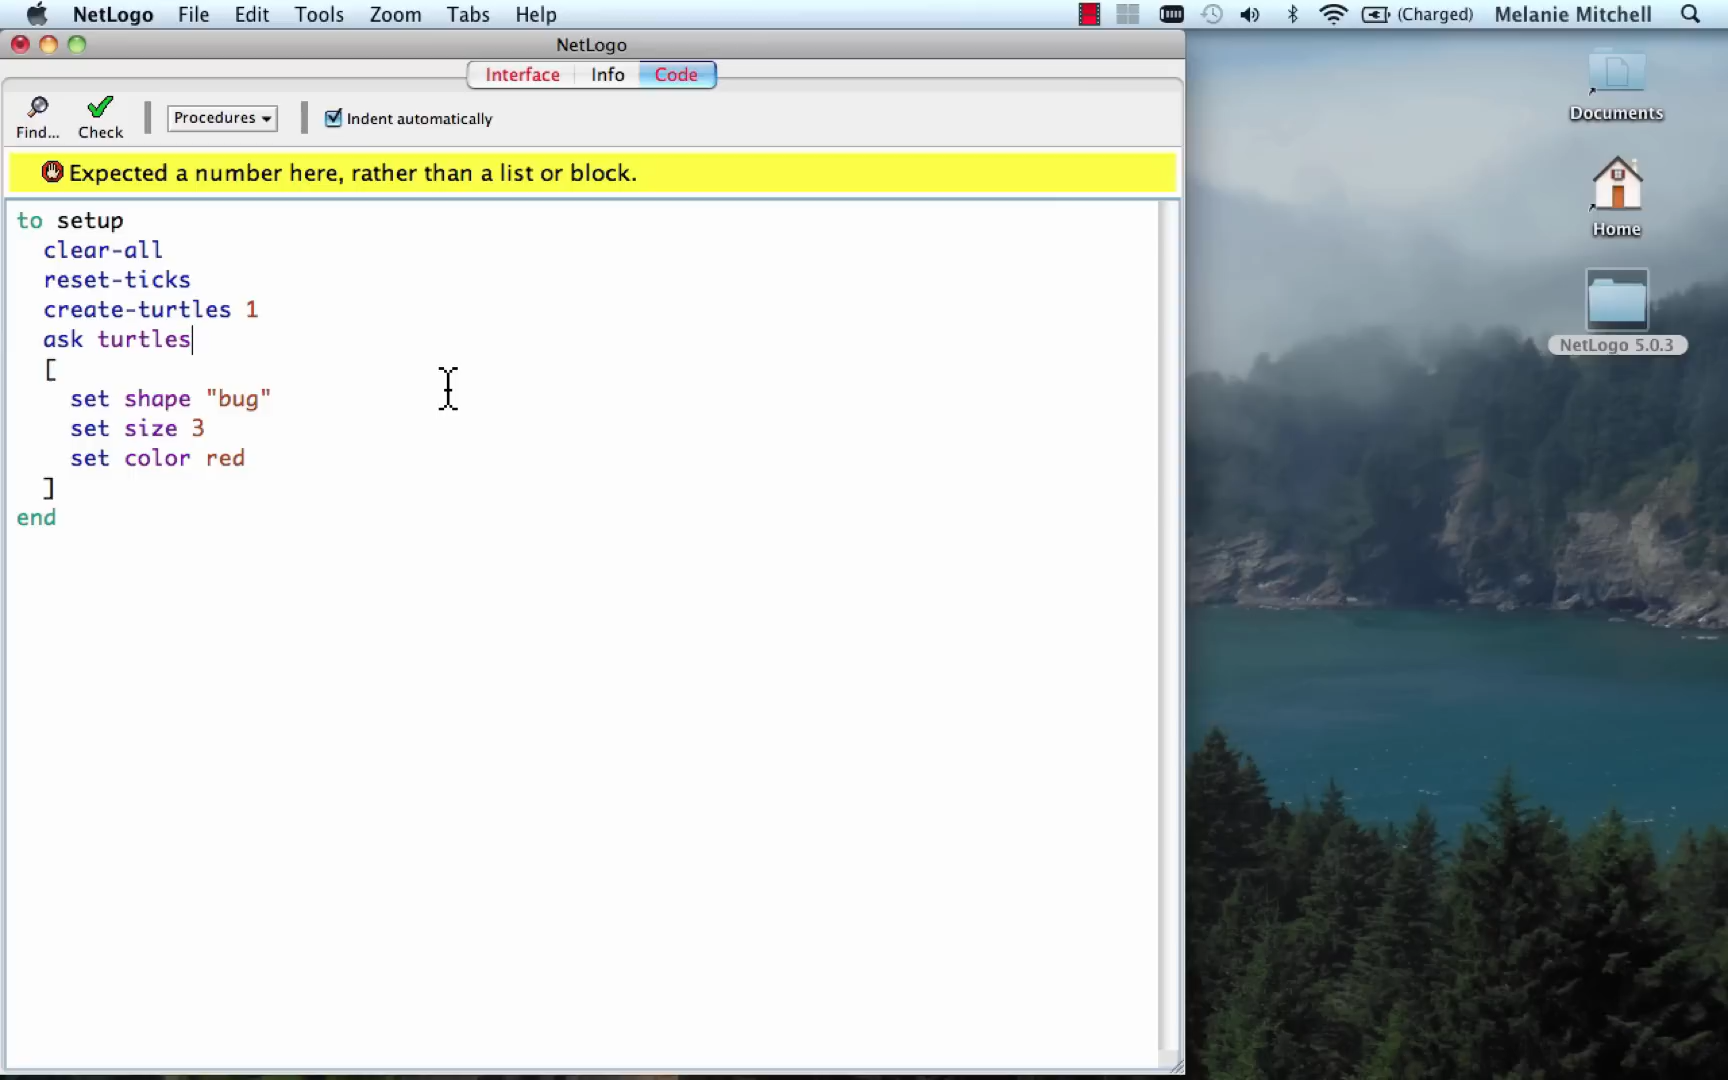 NetLogo File Edit Tools Zoom Tabs Help (Charged) Melanie Mitchell
NetLogo
Interface Info Code
Find... Check Procedures Indent automatically
Expected a number here, rather than a list or block.
to setup
clear-all
reset-ticks
create-turtles 1
ask turtles
[
set shape "bug"
set size 3
set color red
]
end
Documents
Home
NetLogo 5.0.3